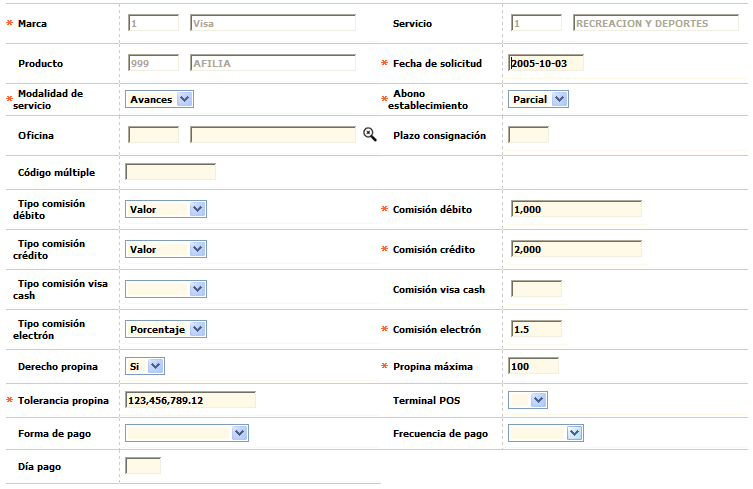 * Marca 1 Visa Servicio 1 RECREACION Y DEPORTES
Producto 999 AFILIA * Fecha de solicitud 2005-10-03
* Modalidad de servicio Avances * Abono establecimiento Parcial
Oficina Plazo consignación
Código múltiple
Tipo comisión débito Valor * Comisión débito 1,000
Tipo comisión crédito Valor * Comisión crédito 2,000
Tipo comisión visa cash Comisión visa cash
Tipo comisión electrón Porcentaje * Comisión electrón 1.5
Derecho propina Si * Propina máxima 100
* Tolerancia propina 123,456,789.12 Terminal POS
Forma de pago Frecuencia de pago
Día pago